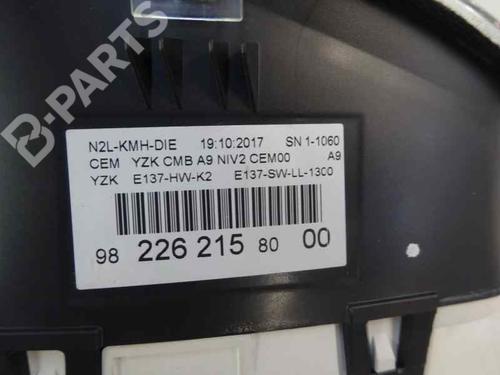 B-PARTS
N2L-KMH-DIE 19:10:2017 SN 1-1060
CEM YZK CMB A9 NIV2 CEM00 A9
YZK E137-HW-K2 E137-SW-LL-1300
98 226 215 80 00